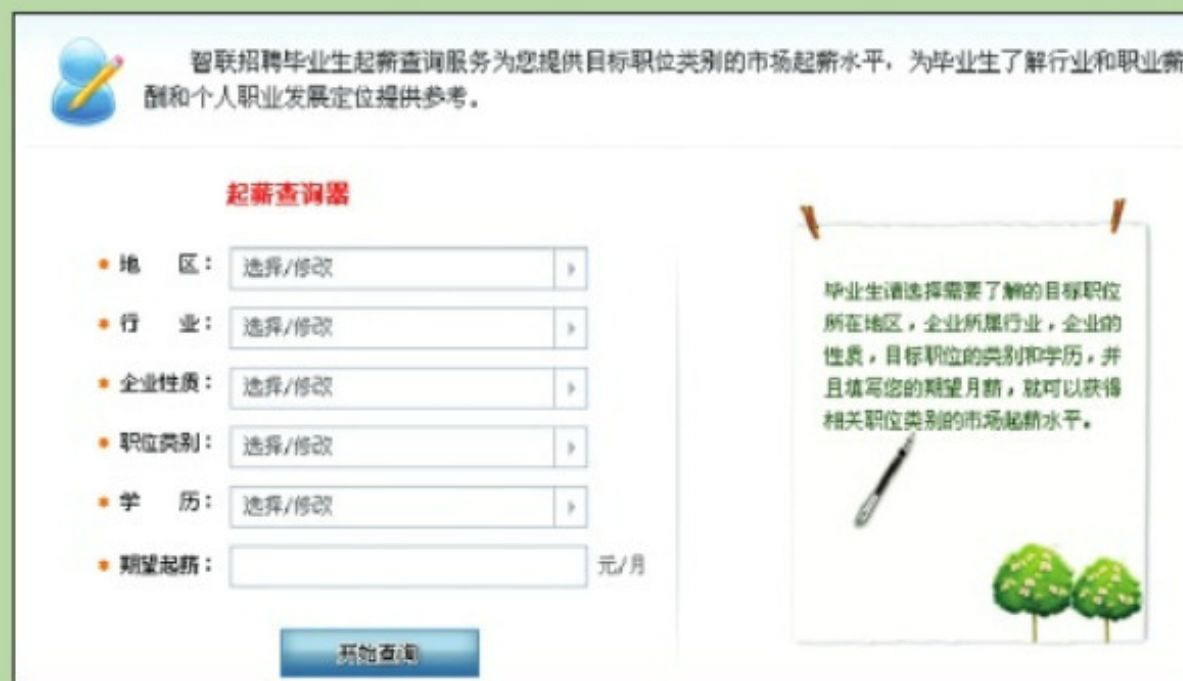 智联招聘毕业生起薪查询服务为您提供目标职位类别的市场起薪水平，为毕业生了解行业和职业薪
酬和个人职业发展定位提供参考。
起薪查询器
* 地 区： 选择/修改
* 行 业： 选择/修改
* 企业性质： 选择/修改
* 职位类别： 选择/修改
* 学 历： 选择/修改
* 期望起薪： 元/月
开始查询
毕业生请选择需要了解的目标职位
所在地区，企业所属行业，企业的
性质，目标职位的类别和学历，并
且填写您的期望月薪，就可以获得
相关职位类别的市场起薪水平。